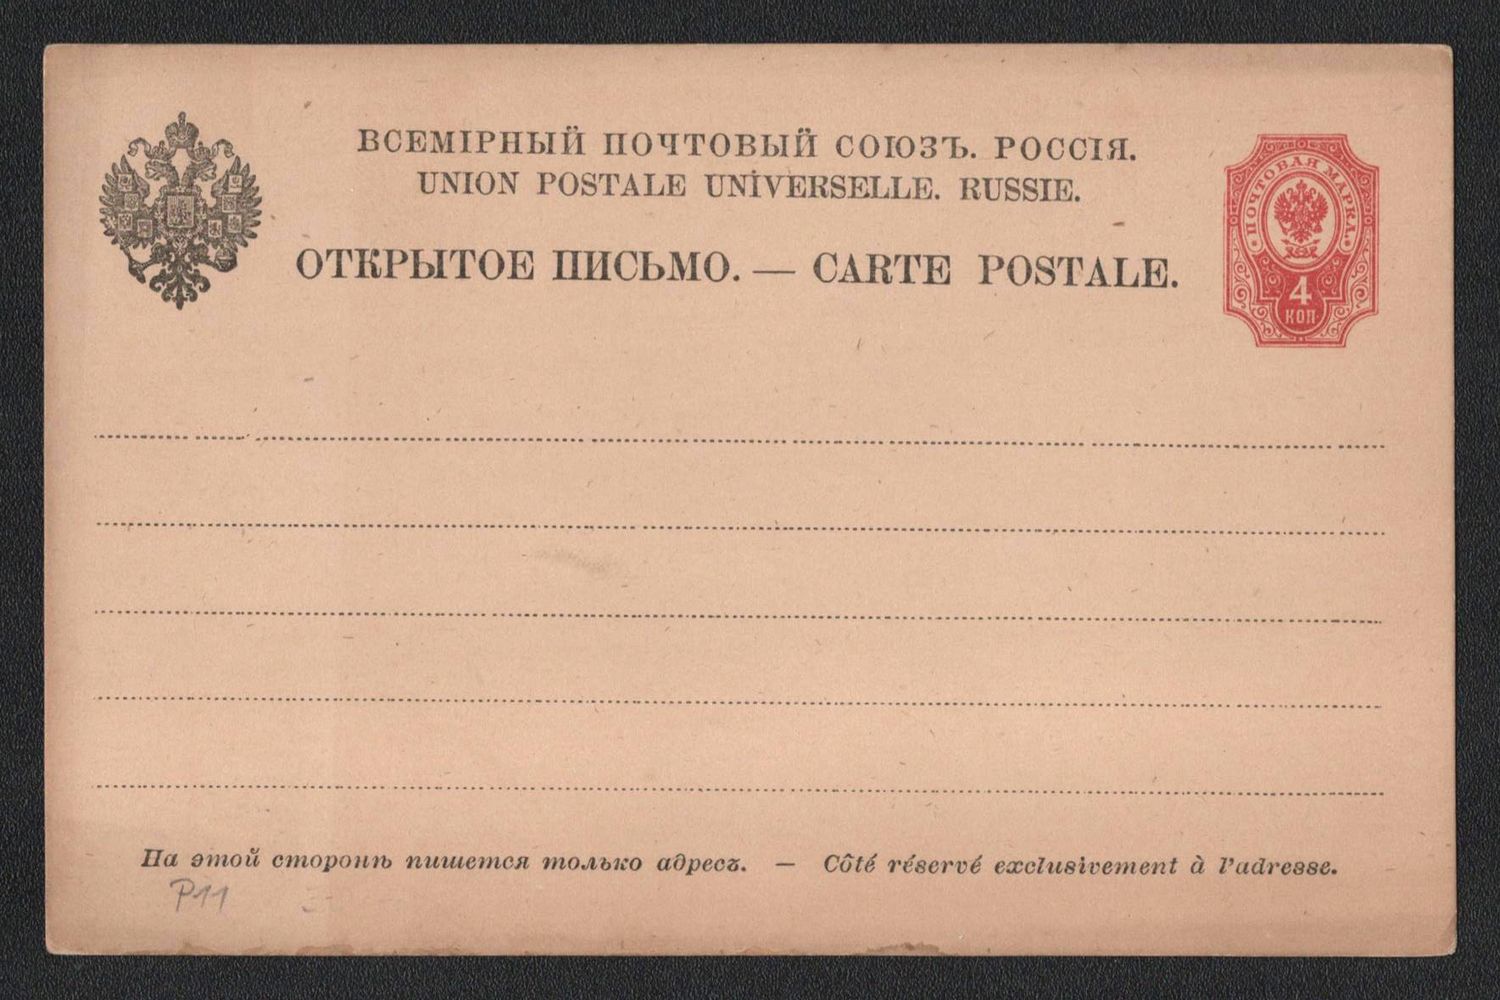 ВСЕМІРНЫЙ ПОЧТОВЫЙ СОЮЗЪ. РОССІЯ.
UNION POSTALE UNIVERSELLE. RUSSIE.
ОТКРЫТОЕ ПИСЬМО. — CARTE POSTALE.
ПОЧТОВАЯ МАРКА
4
КОП.
На этой сторонѣ пишется только адресъ. — Côté réservé exclusivement à l'adresse.
P11